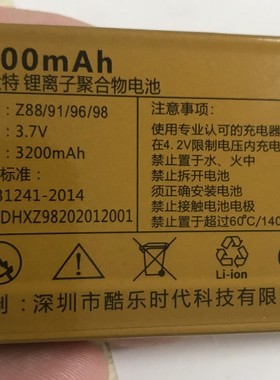 00mAh
特 锂离子聚合物电池
Z88/91/96/98
3.7V
3200mAh
标准:
31241-2014
DHXZ98202012001
注意事项:
使用专业认可的充电器
在4.2V限制电压内充电
禁止置于水、火中
禁止拆开电池
正确安装电池
禁止接触电池电极
禁止置于超过60℃/140
Li-ion
制:深圳市酷乐时代科技有限